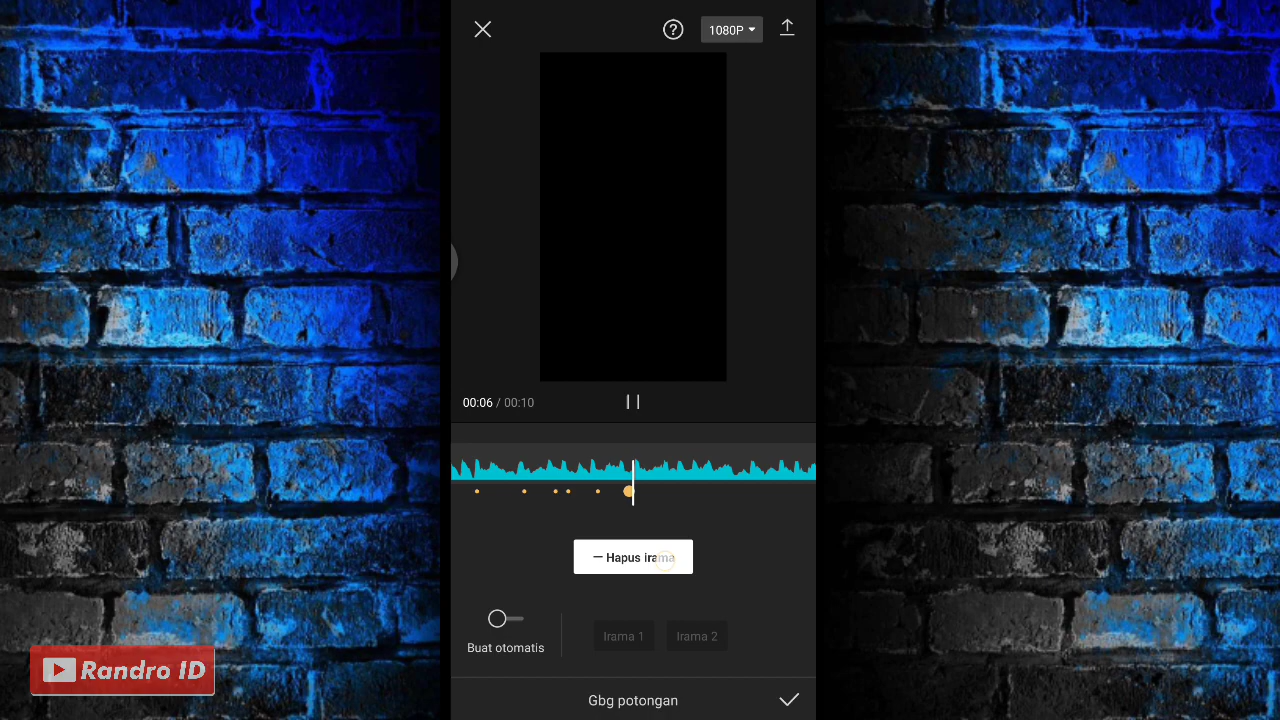 1080P
00:06 / 00:10
Hapus irama
Buat otomatis
Irama 1
Irama 2
Gbg potongan
Randro ID